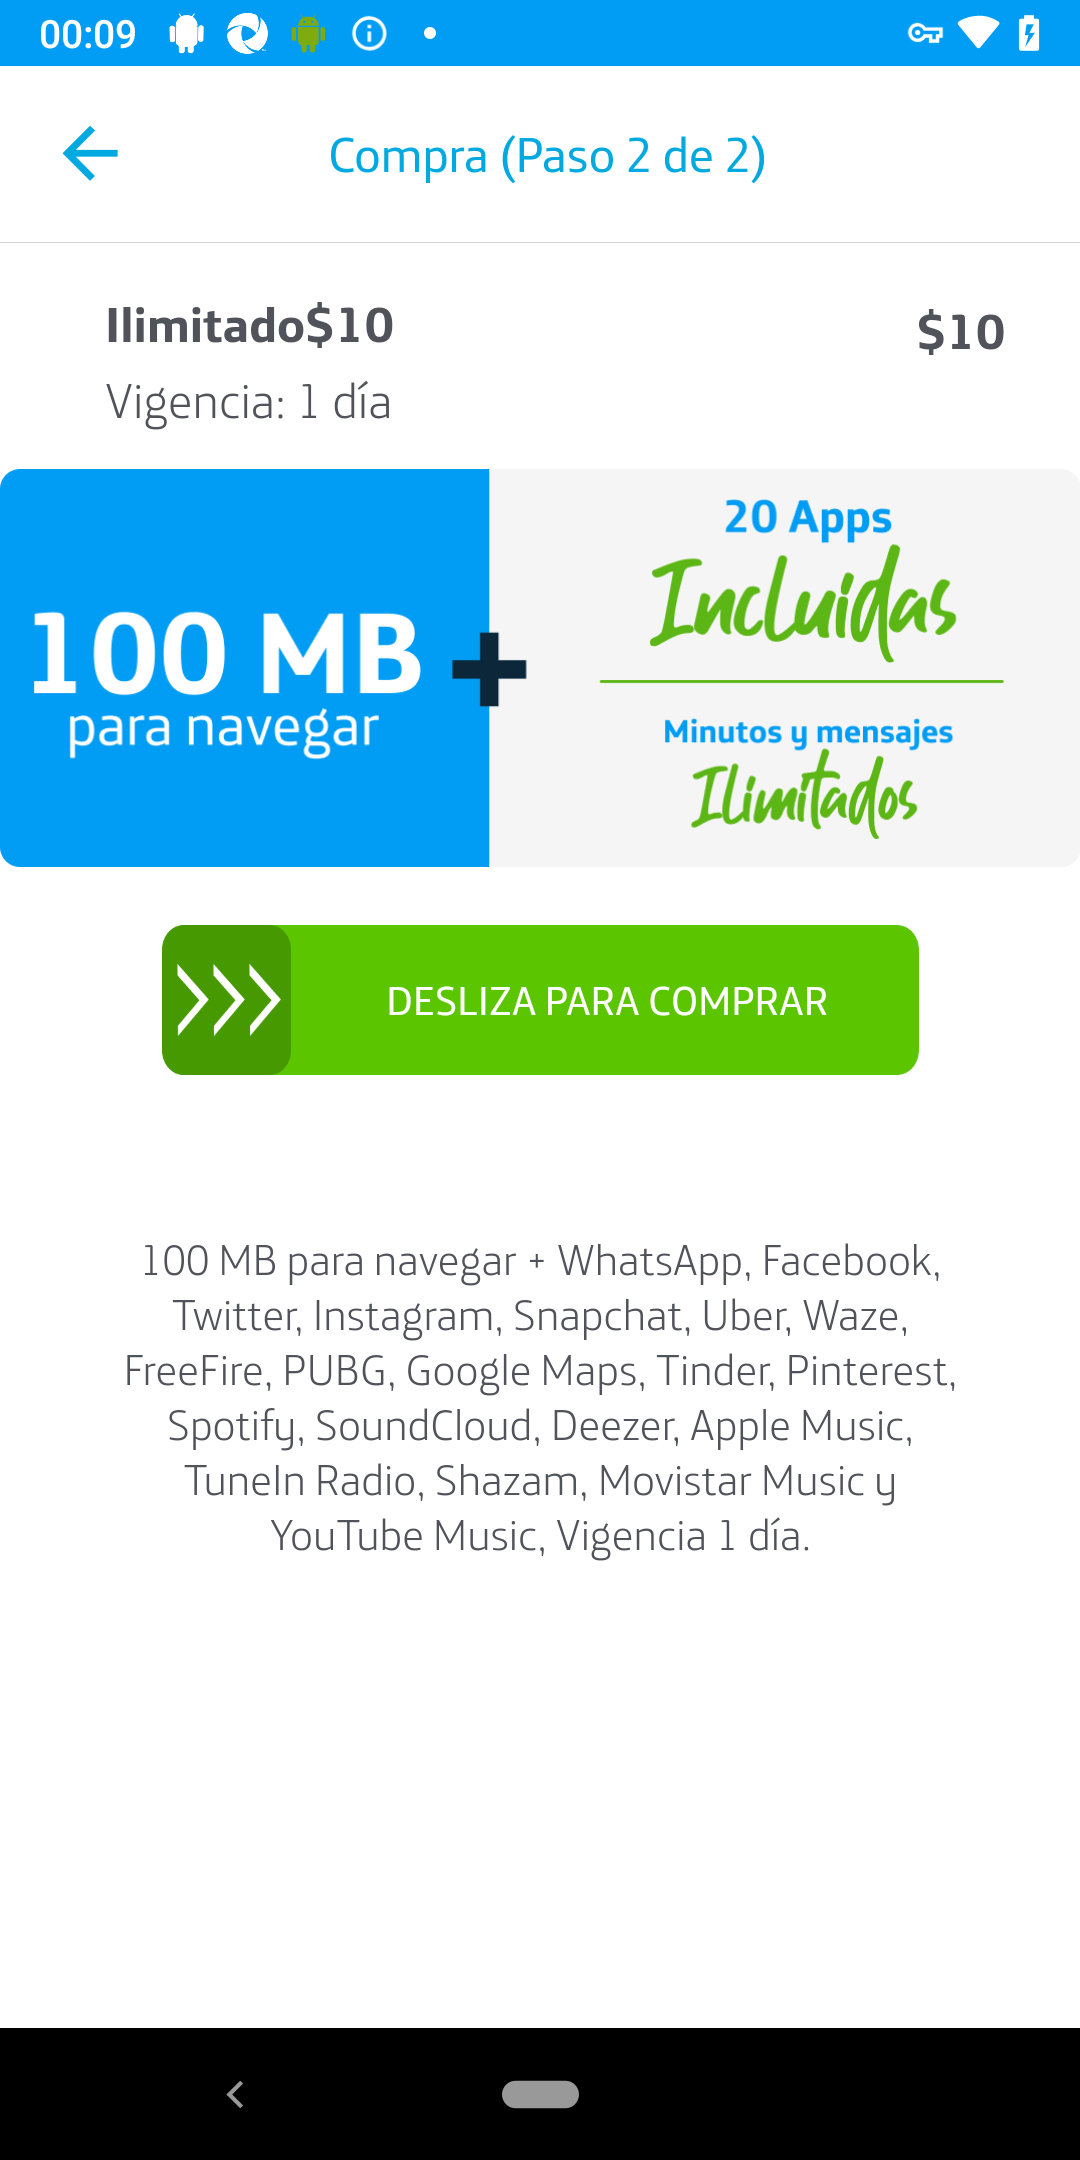 00:09
Compra (Paso 2 de 2)
Ilimitado$10
$10
Vigencia: 1 día
100 MB
para navegar
+
20 Apps
Incluidas
Minutos y mensajes
Ilimitados
DESLIZA PARA COMPRAR
100 MB para navegar + WhatsApp, Facebook,
Twitter, Instagram, Snapchat, Uber, Waze,
FreeFire, PUBG, Google Maps, Tinder, Pinterest,
Spotify, SoundCloud, Deezer, Apple Music,
TuneIn Radio, Shazam, Movistar Music y
YouTube Music, Vigencia 1 día.